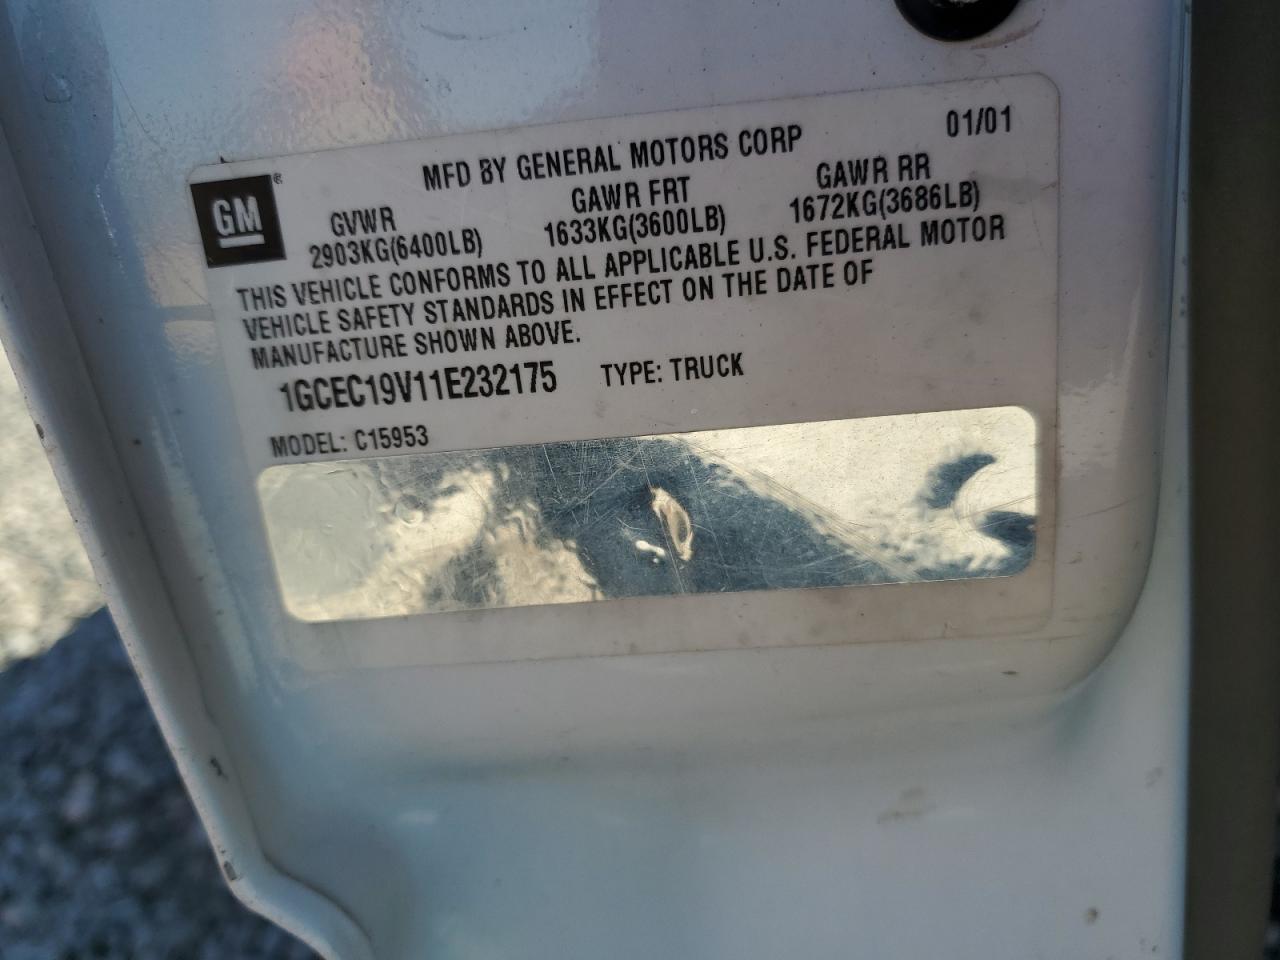 MFD BY GENERAL MOTORS CORP 01/01
GM®
GVWR GAWR FRT GAWR RR
2903KG(6400LB) 1633KG(3600LB) 1672KG(3686LB)
THIS VEHICLE CONFORMS TO ALL APPLICABLE U.S. FEDERAL MOTOR
VEHICLE SAFETY STANDARDS IN EFFECT ON THE DATE OF
MANUFACTURE SHOWN ABOVE.
1GCEC19V11E232175 TYPE: TRUCK
MODEL: C15953